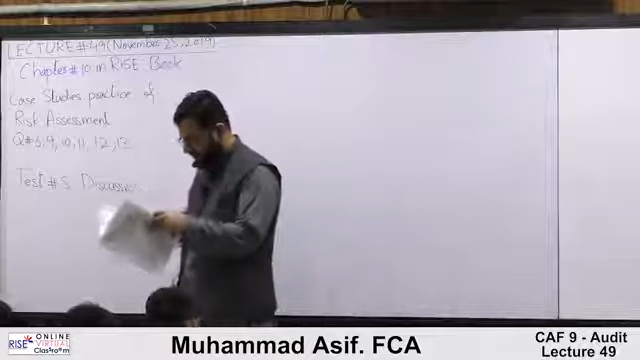 LECTURE#49(November 25, 2019)
Chapter#10 in RISE Book
Case Studies practice of
Risk Assessment
Q# 6,9,10,11,12,13
Test #5 Discussion
RISE ONLINE VIRTUAL Classroom
Muhammad Asif. FCA
CAF 9 - Audit
Lecture 49